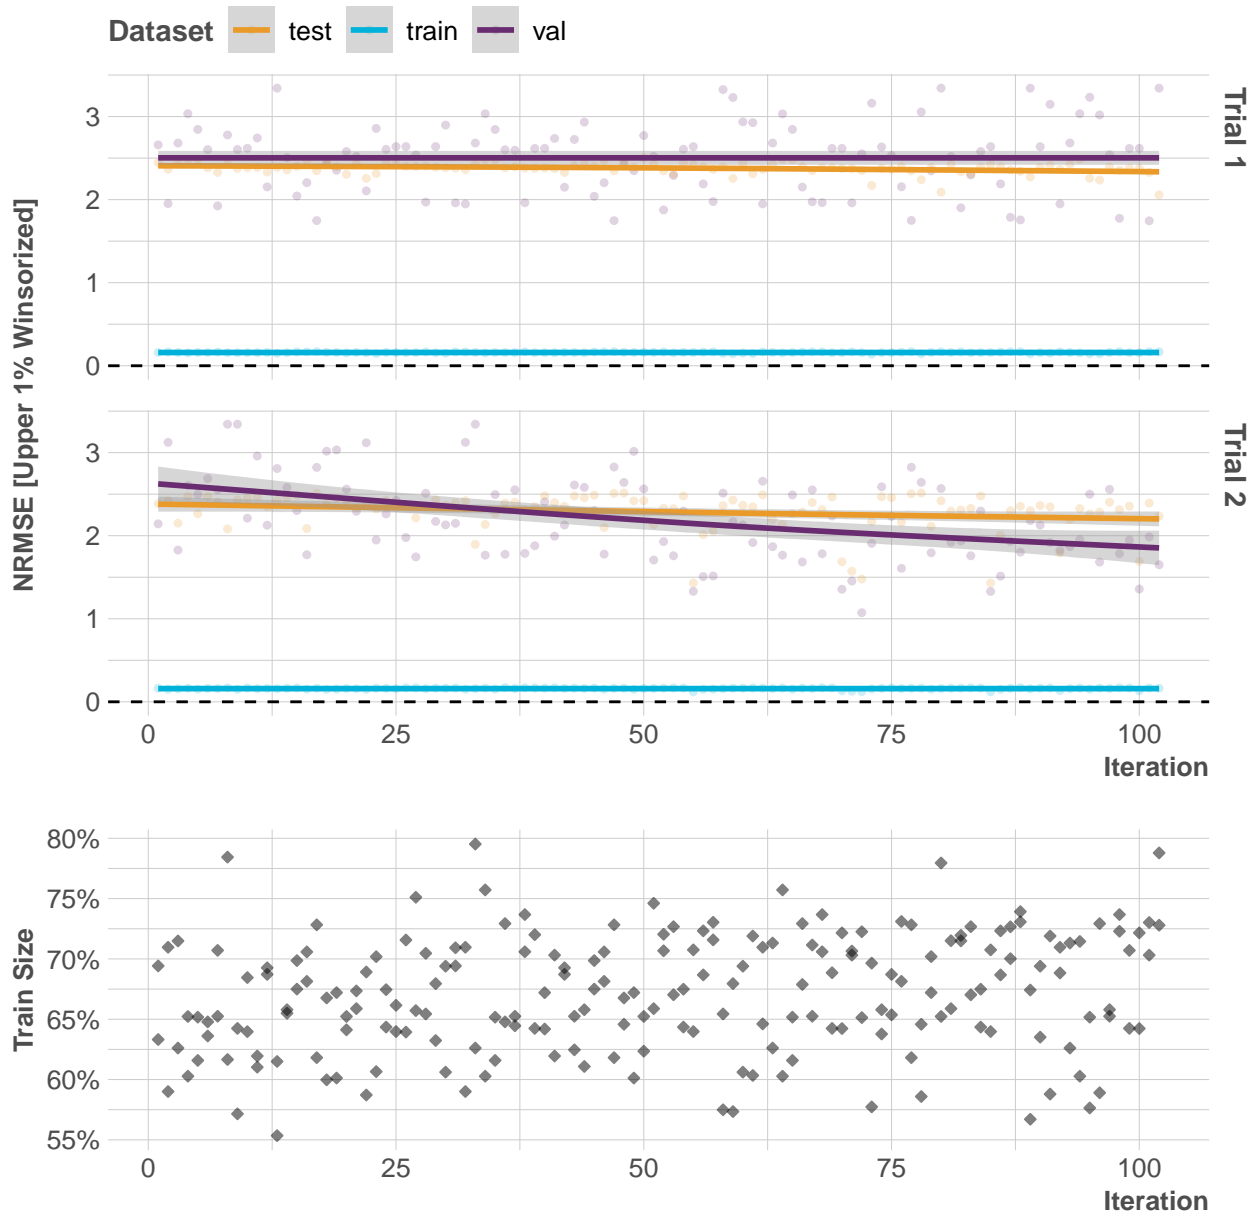 Dataset test train val
NRMSE [Upper 1% Winsorized]
3
2
1
0
Trial 1
3
2
1
0
Trial 2
0 25 50 75 100
Iteration
Train Size
80%
75%
70%
65%
60%
55%
0 25 50 75 100
Iteration